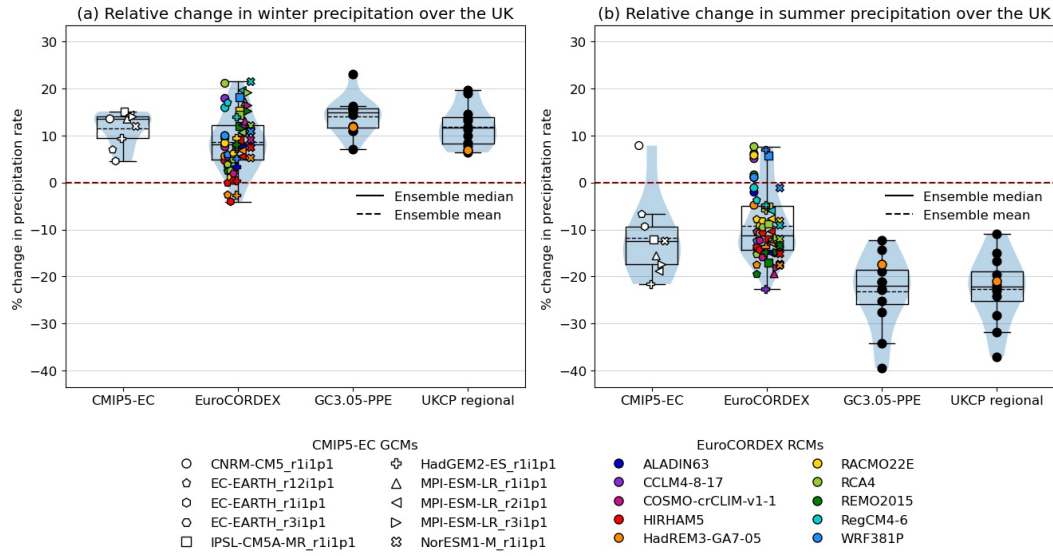 (a) Relative change in winter precipitation over the UK
% change in precipitation rate
30
20
10
0
−10
−20
−30
−40
Ensemble median
Ensemble mean
CMIP5-EC
EuroCORDEX
GC3.05-PPE
UKCP regional
(b) Relative change in summer precipitation over the UK
% change in precipitation rate
30
20
10
0
−10
−20
−30
−40
Ensemble median
Ensemble mean
CMIP5-EC
EuroCORDEX
GC3.05-PPE
UKCP regional
CMIP5-EC GCMs
CNRM-CM5_r1i1p1
EC-EARTH_r12i1p1
EC-EARTH_r1i1p1
EC-EARTH_r3i1p1
IPSL-CM5A-MR_r1i1p1
HadGEM2-ES_r1i1p1
MPI-ESM-LR_r1i1p1
MPI-ESM-LR_r2i1p1
MPI-ESM-LR_r3i1p1
NorESM1-M_r1i1p1
EuroCORDEX RCMs
ALADIN63
CCLM4-8-17
COSMO-crCLIM-v1-1
HIRHAM5
HadREM3-GA7-05
RACMO22E
RCA4
REMO2015
RegCM4-6
WRF381P